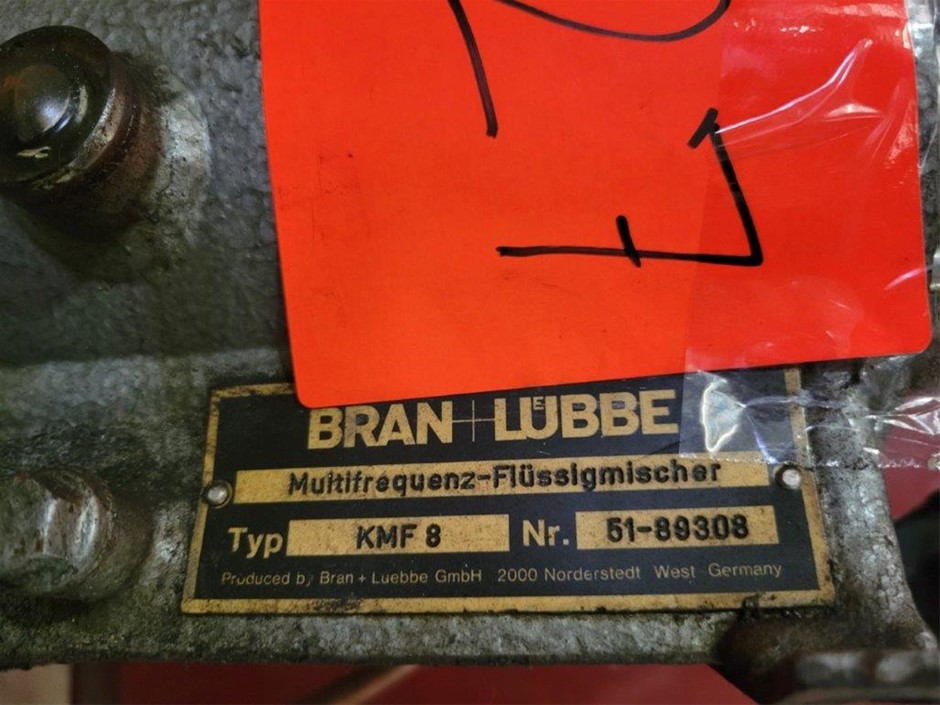 BRAN+LUEBBE
Multifrequenz-Flüssigmischer
Typ KMF 8 Nr. 51-89308
Produced by Bran + Luebbe GmbH 2000 Norderstedt West Germany